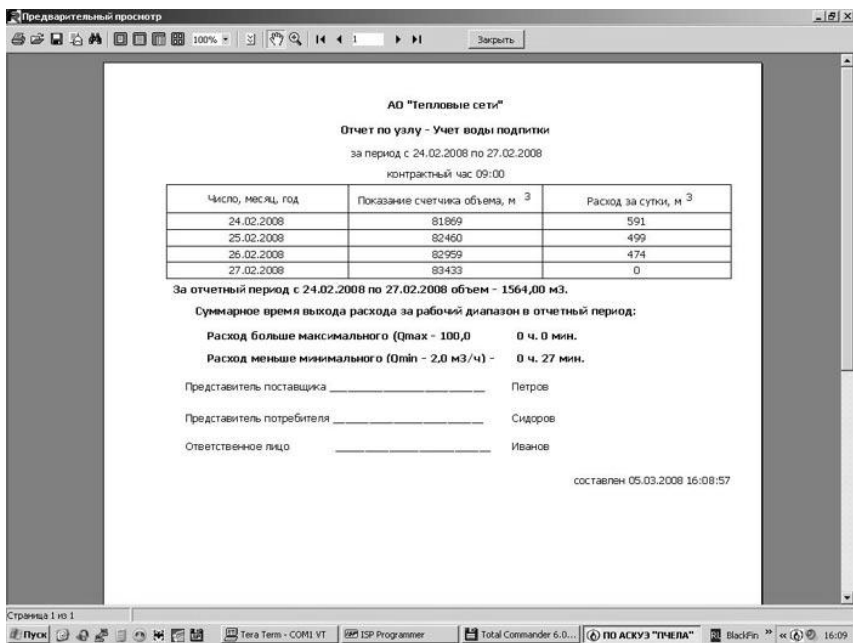 Предварительный просмотр
100%
1
Закрыть
АО "Тепловые сети"
Отчет по узлу - Учет воды подпитки
за период с 24.02.2008 по 27.02.2008
контрактный час 09:00
Число, месяц, год Показание счетчика объема, м 3 Расход за сутки, м 3
24.02.2008 81869 591
25.02.2008 82460 499
26.02.2008 82959 474
27.02.2008 83433 0
За отчетный период с 24.02.2008 по 27.02.2008 объем - 1564,00 м3.
Суммарное время выхода расхода за рабочий диапазон в отчетный период:
Расход больше максимального (Qmax - 100,0 0 ч. 0 мин.
Расход меньше минимального (Qmin - 2,0 м3/ч) - 0 ч. 27 мин.
Представитель поставщика ____________________ Петров
Представитель потребителя ____________________ Сидоров
Ответственное лицо ____________________ Иванов
составлен 05.03.2008 16:08:57
Страница 1 из 1
Пуск Tera Term - COM1 VT ISP Programmer Total Commander 6.0... ПО АСКУЭ "ПЧЕЛА" BlackFin » « 16:09